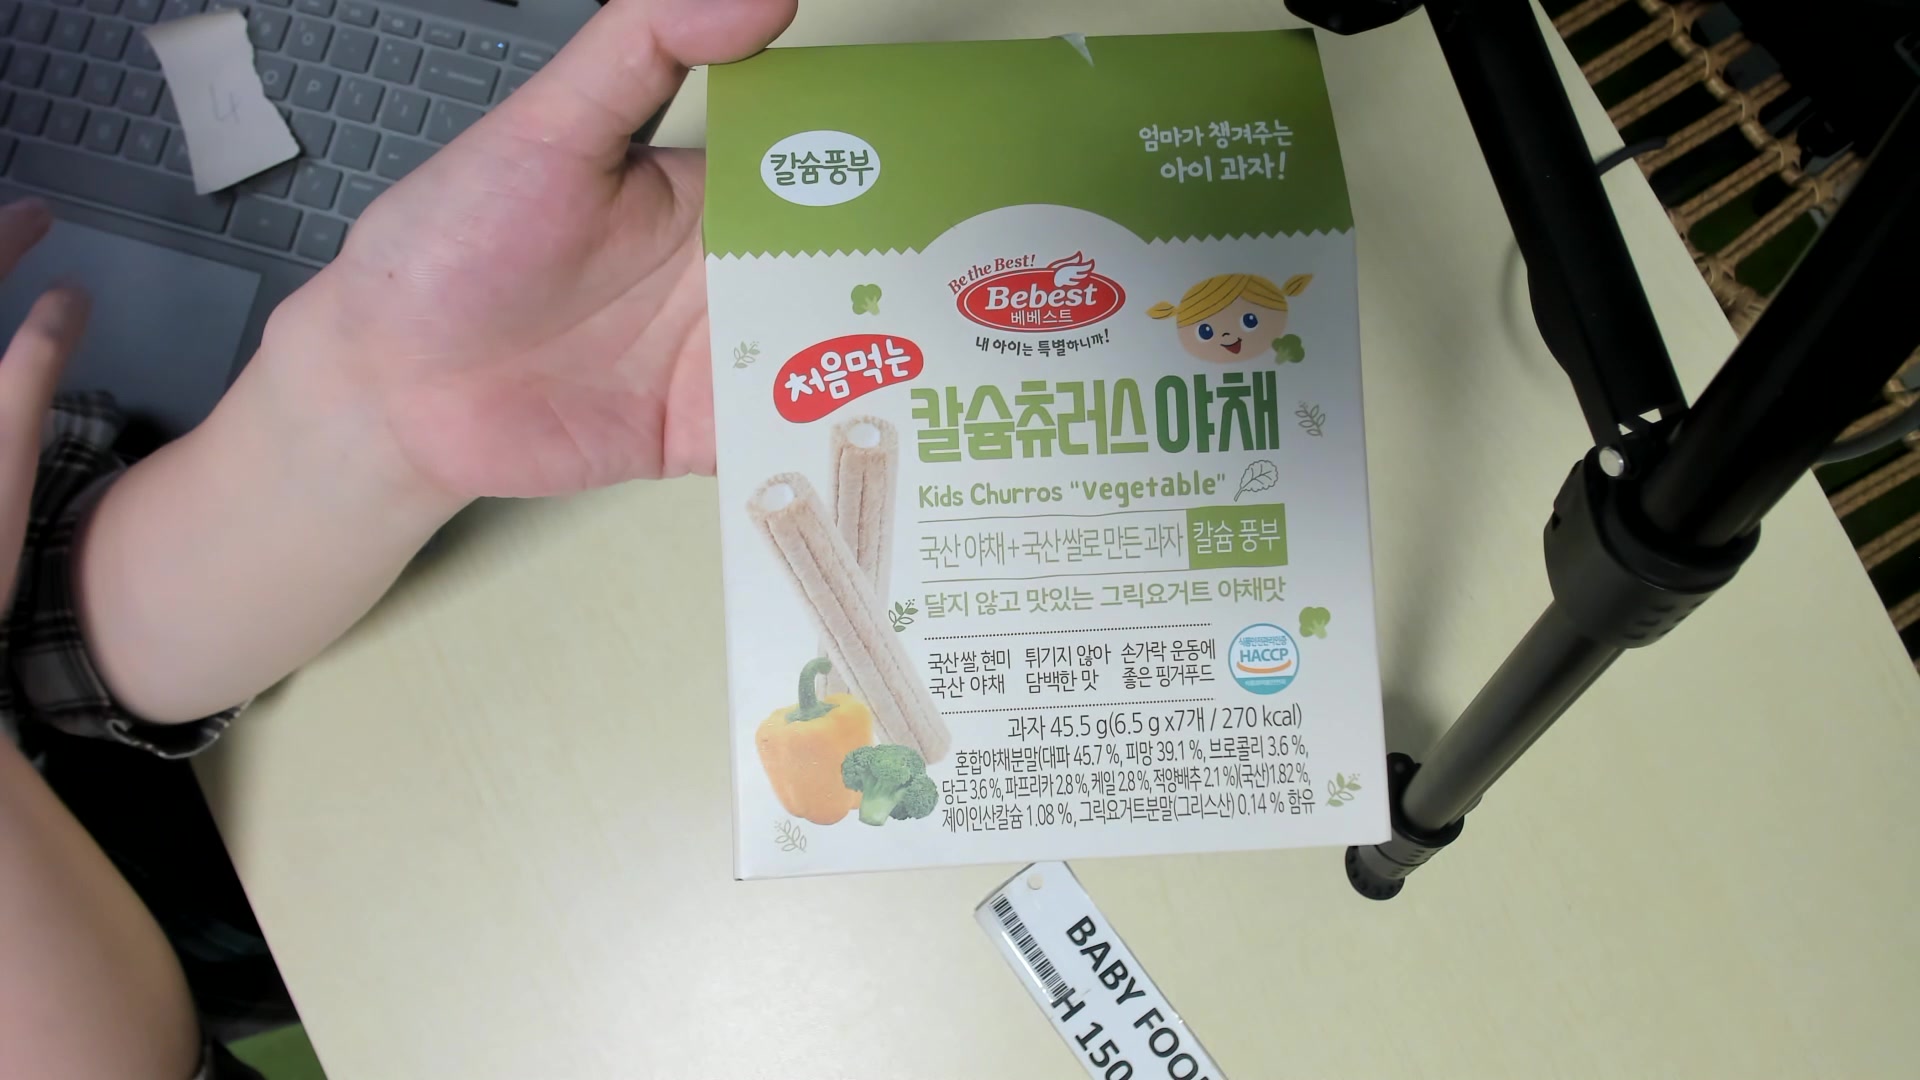 4
칼슘풍부
엄마가 챙겨주는
아이 과자!
Be the Best!
Bebest
베베스트
내 아이는 특별하니까!
처음먹는
칼슘츄러스야채
Kids Churros "Vegetable"
국산 야채+국산 쌀로 만든 과자 칼슘 풍부
달지 않고 맛있는 그릭요거트 야채맛
국산 쌀, 현미
국산 야채
튀기지 않아
담백한 맛
손가락 운동에
좋은 핑거푸드
HACCP
과자 45.5 g(6.5 g x7개 / 270 kcal)
혼합야채분말(대파 45.7 %, 피망 39.1 %, 브로콜리 3.6 %,
당근 3.6 %, 파프리카 2.8 %, 케일 2.8 %, 적양배추 2.1 %)(국산)1.82 %,
제이인산칼슘 1.08 %, 그릭요거트분말(그리스산) 0.14 % 함유
BABY FOO
H 150